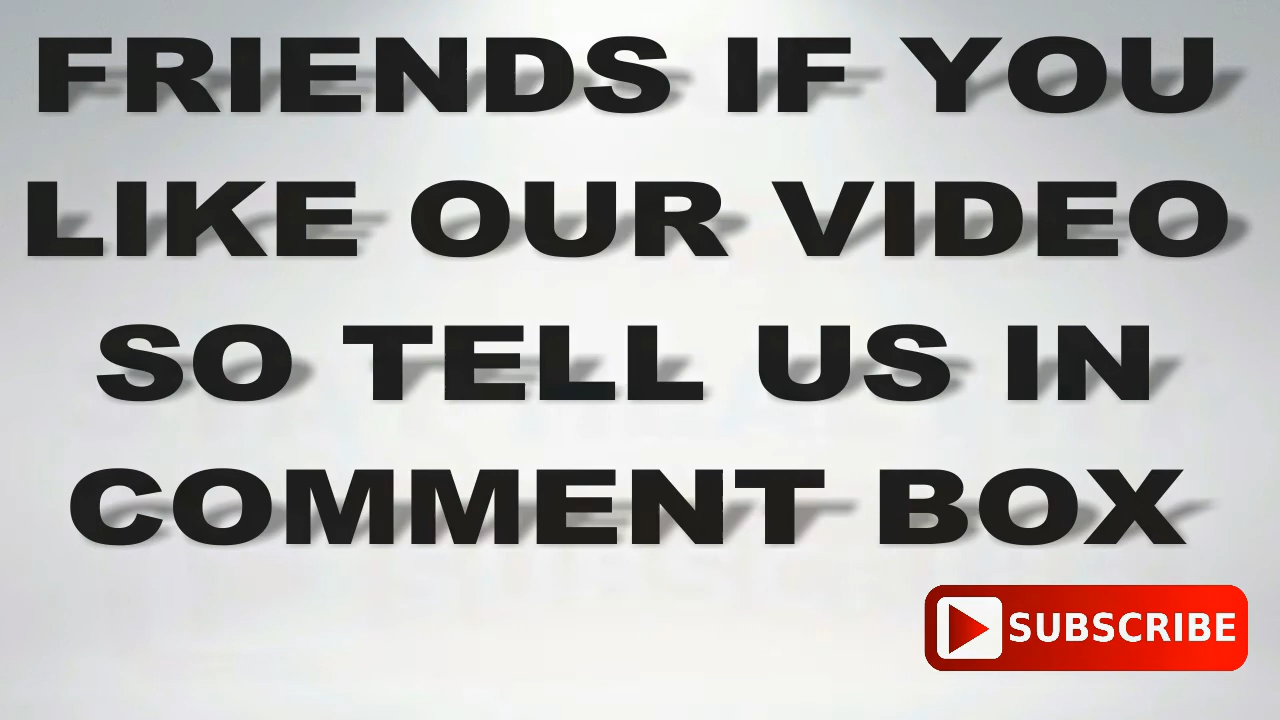 FRIENDS IF YOU
LIKE OUR VIDEO
SO TELL US IN
COMMENT BOX
SUBSCRIBE